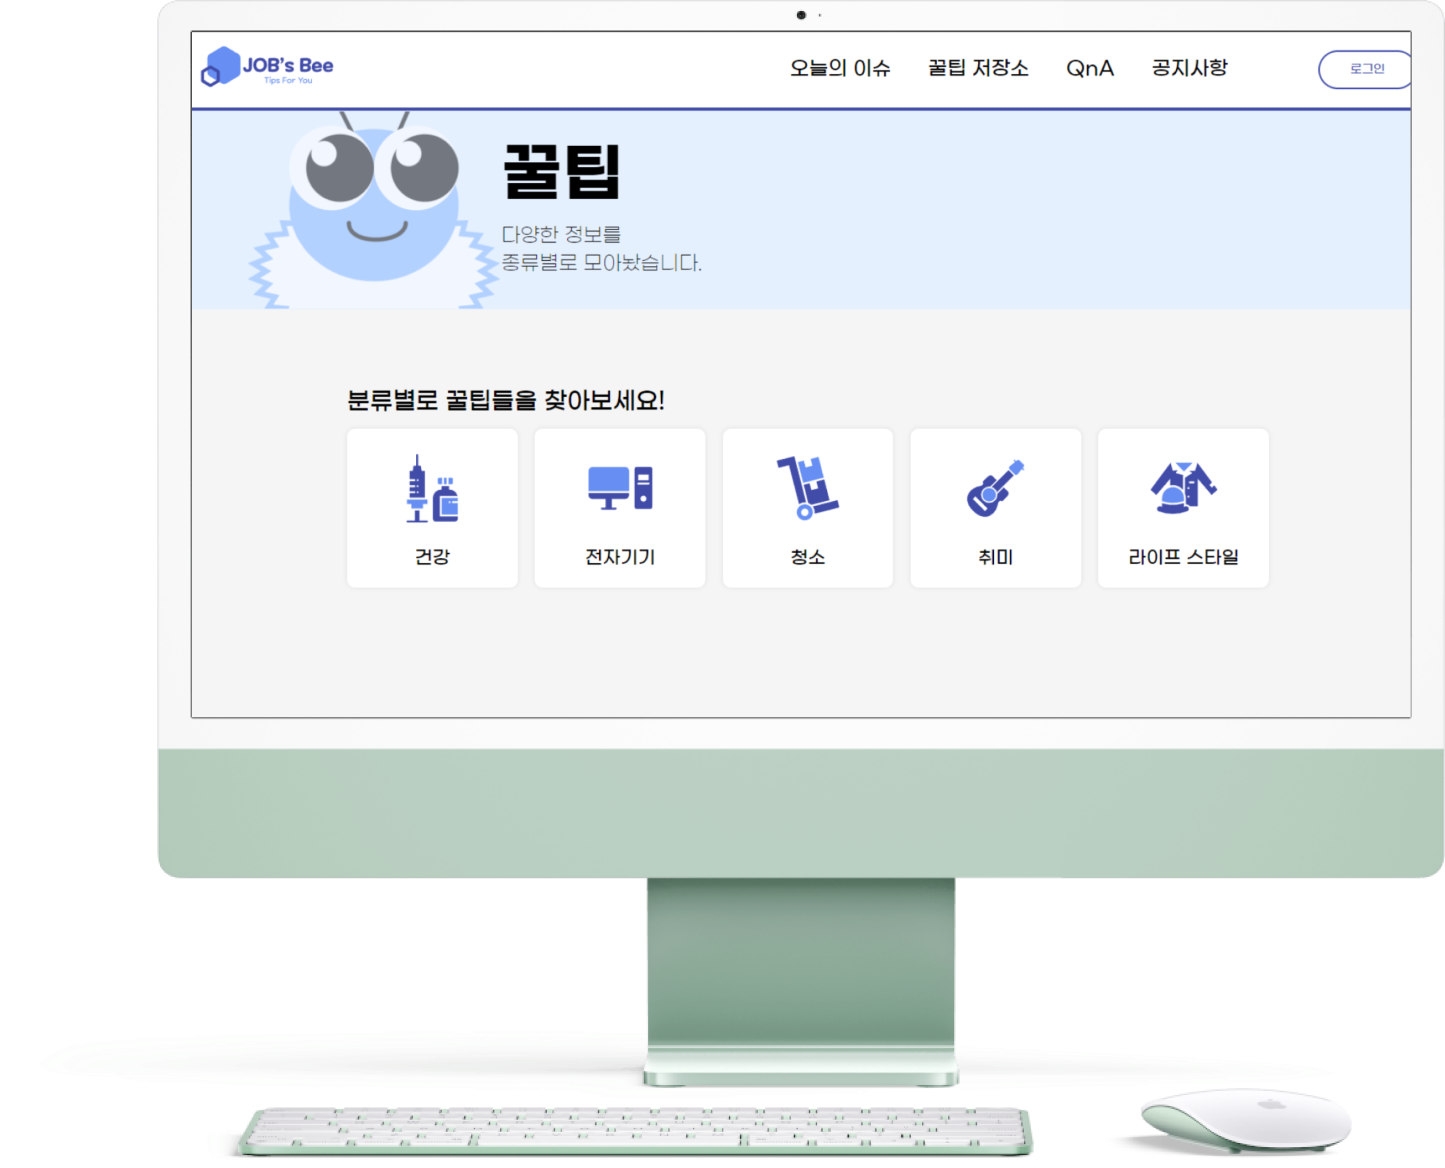 JOB's Bee
Tips For You
오늘의 이슈
꿀팁 저장소
QnA
공지사항
로그인
꿀팁
다양한 정보를
종류별로 모아놨습니다.
분류별로 꿀팁들을 찾아보세요!
건강
전자기기
청소
취미
라이프 스타일